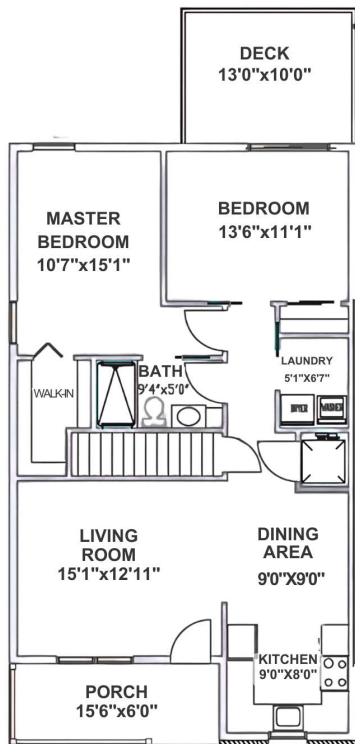 DECK
13'0"x10'0"
MASTER
BEDROOM
10'7"x15'1"
BEDROOM
13'6"x11'1"
BATH
9'4"x5'0"
LAUNDRY
5'1"X6'7"
WALK-IN
DRYER
WASHER
LIVING
ROOM
15'1"x12'11"
DINING
AREA
9'0"X9'0"
KITCHEN
9'0"X8'0"
PORCH
15'6"x6'0"